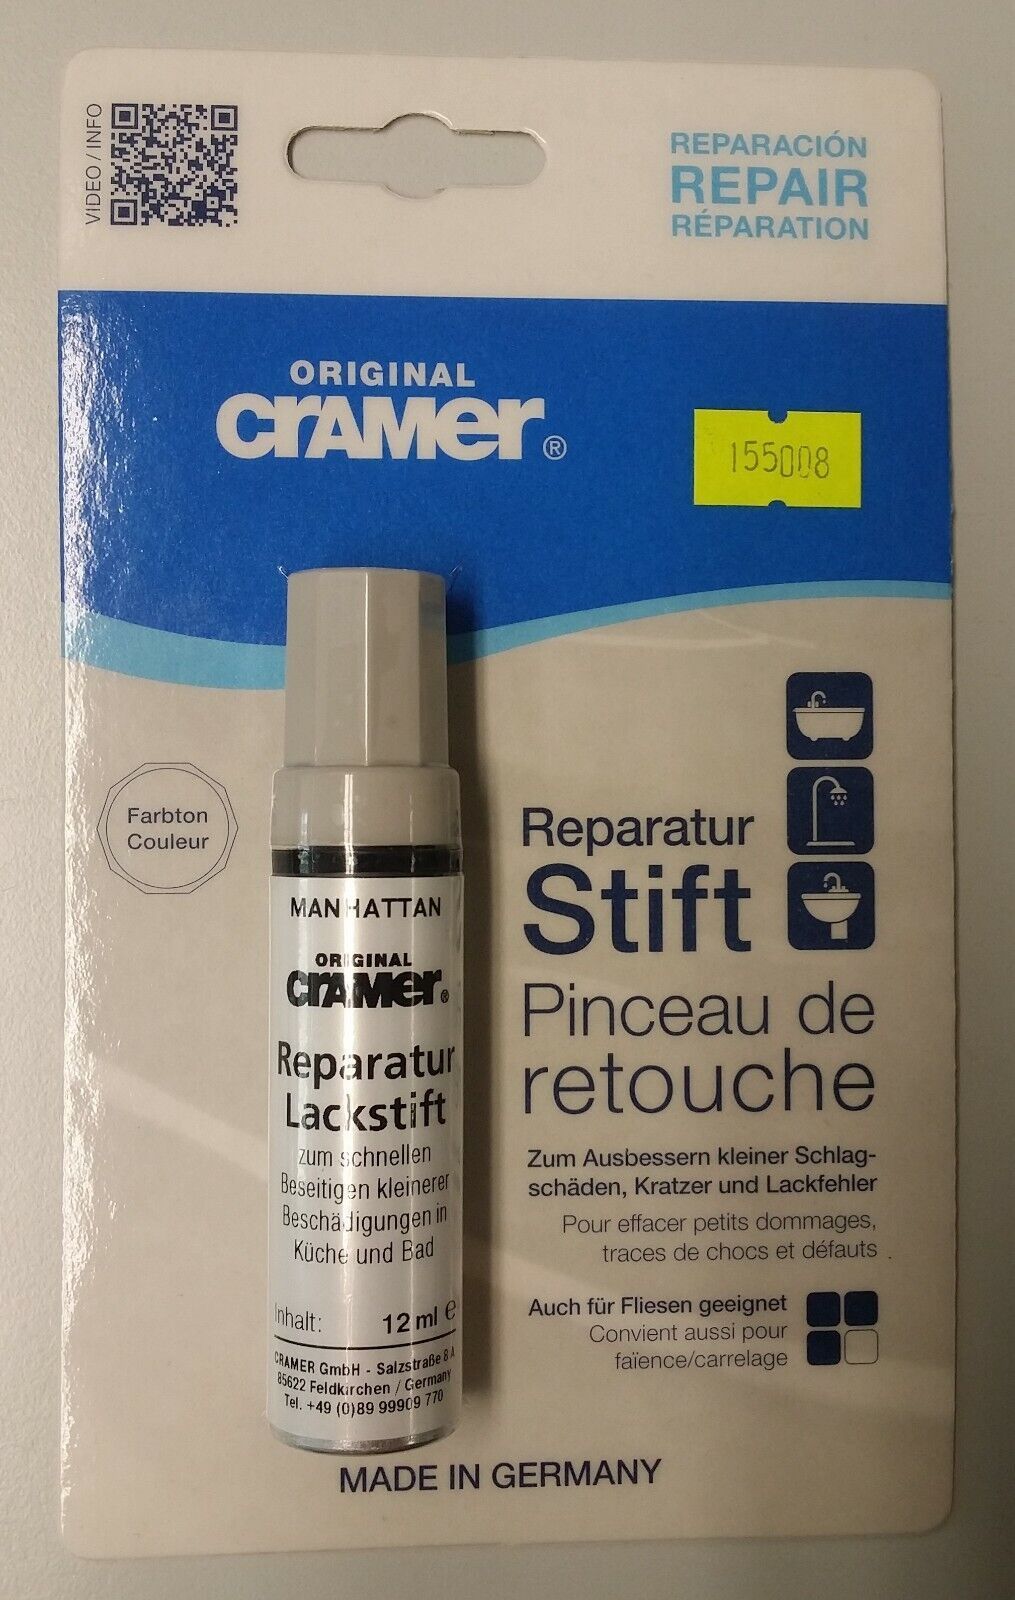 VIDEO / INFO
REPARACIÓN
REPAIR
RÉPARATION
ORIGINAL
CRAMER®
155008
Farbton
Couleur
MANHATTAN
ORIGINAL
CRAMER®
Reparatur
Lackstift
zum schnellen
Beseitigen kleinerer
Beschädigungen in
Küche und Bad
Inhalt: 12 ml ℮
CRAMER GmbH - Salzstraße 8 A
85622 Feldkirchen / Germany
Tel. +49 (0)89 99909 770
Reparatur
Stift
Pinceau de
retouche
Zum Ausbessern kleiner Schlag-
schäden, Kratzer und Lackfehler
Pour effacer petits dommages,
traces de chocs et défauts
Auch für Fliesen geeignet
Convient aussi pour
faïence/carrelage
MADE IN GERMANY